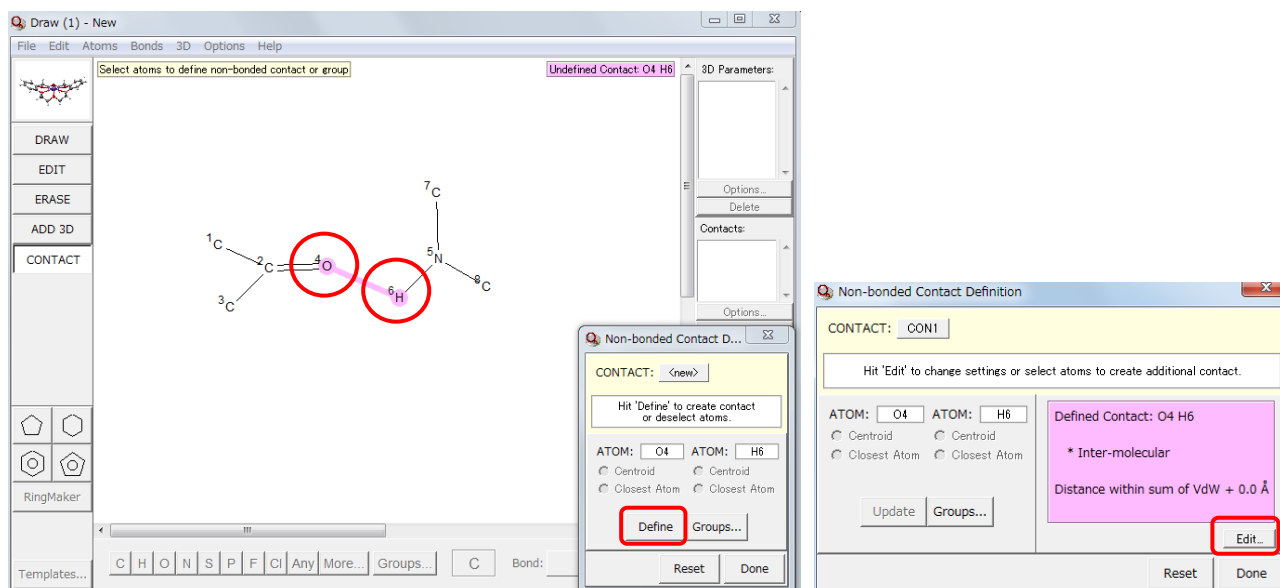 Draw (1) - New
File Edit Atoms Bonds 3D Options Help
Select atoms to define non-bonded contact or group
Undefined Contact: O4 H6
3D Parameters:
DRAW
EDIT
ERASE
ADD 3D
CONTACT
Options...
Delete
Contacts:
Options...
7C
1C
2C
4O
5N
3C
6H
8C
RingMaker
Templates...
C H O N S P F Cl Any More... Groups... C Bond:
Non-bonded Contact D...
CONTACT: <new>
Hit 'Define' to create contact
or deselect atoms.
ATOM: O4 ATOM: H6
Centroid Centroid
Closest Atom Closest Atom
Define Groups...
Reset Done
Non-bonded Contact Definition
CONTACT: CON1
Hit 'Edit' to change settings or select atoms to create additional contact.
ATOM: O4 ATOM: H6
Centroid Centroid
Closest Atom Closest Atom
Update Groups...
Defined Contact: O4 H6
* Inter-molecular
Distance within sum of VdW + 0.0 Å
Edit...
Reset Done